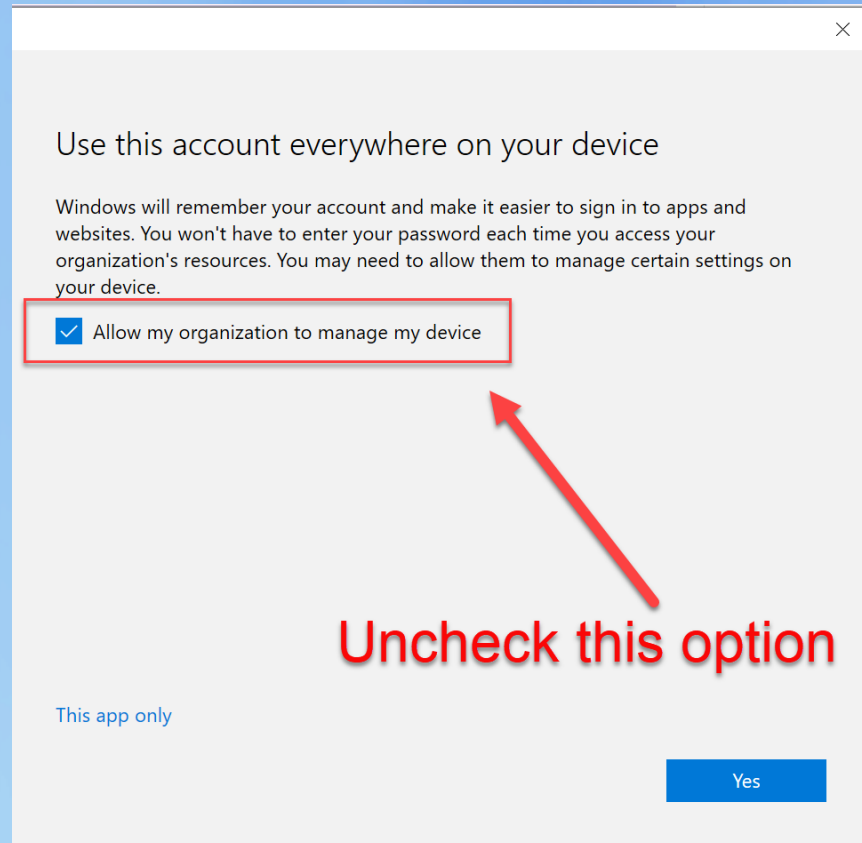 Use this account everywhere on your device
Windows will remember your account and make it easier to sign in to apps and
websites. You won't have to enter your password each time you access your
organization's resources. You may need to allow them to manage certain settings on
your device.
Allow my organization to manage my device
Uncheck this option
This app only
Yes